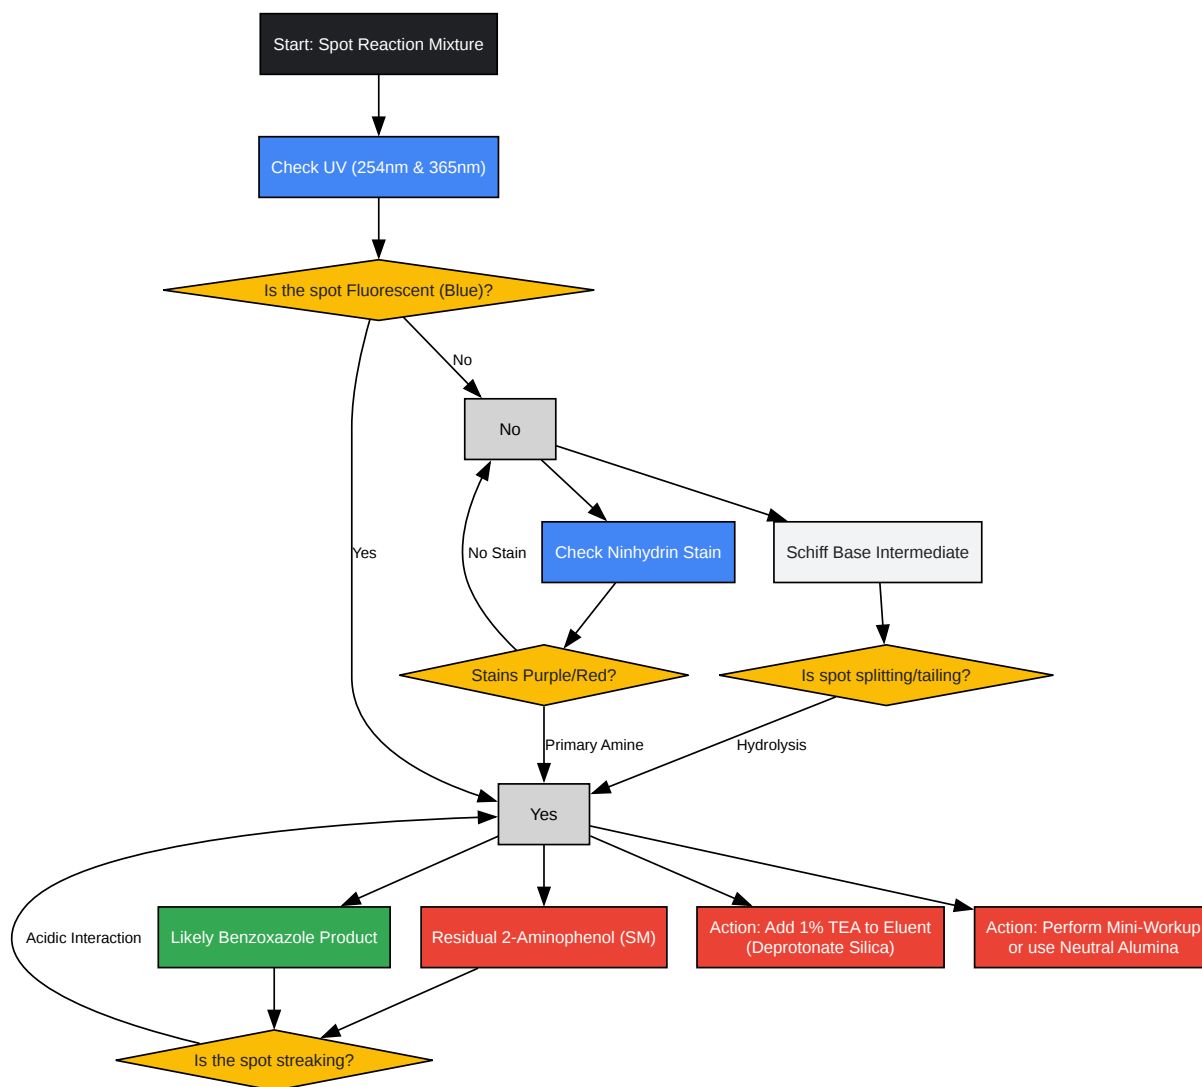 Start: Spot Reaction Mixture
Check UV (254nm & 365nm)
Is the spot Fluorescent (Blue)?
No
No
Yes
No Stain
Check Ninhydrin Stain
Schiff Base Intermediate
Stains Purple/Red?
Is spot splitting/tailing?
Primary Amine
Hydrolysis
Yes
Acidic Interaction
Likely Benzoxazole Product
Residual 2-Aminophenol (SM)
Action: Add 1% TEA to Eluent
(Deprotonate Silica)
Action: Perform Mini-Workup
or use Neutral Alumina
Is the spot streaking?